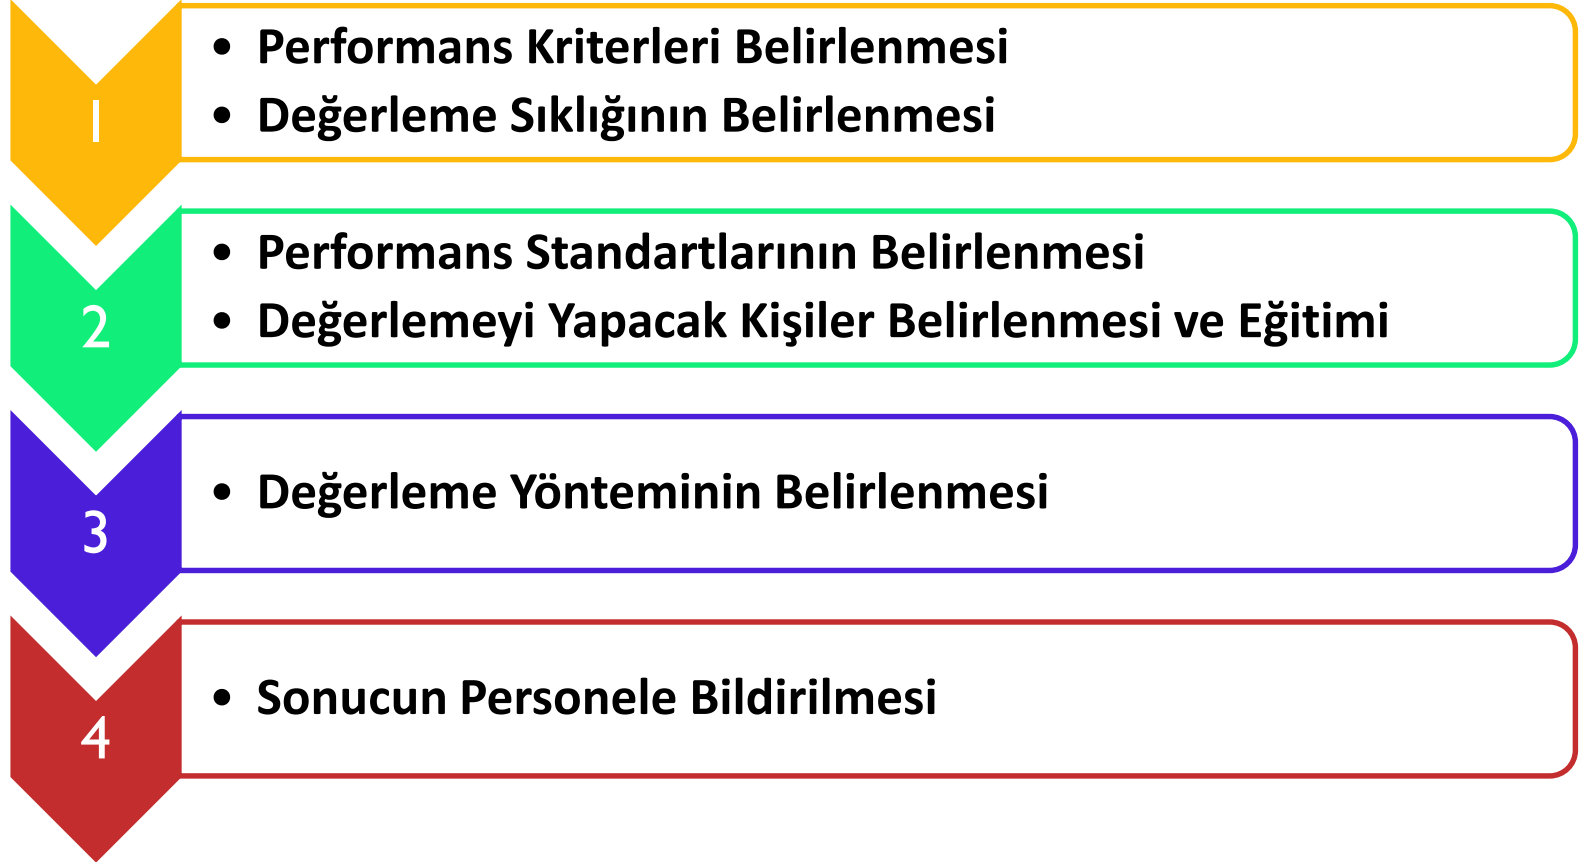 1
• Performans Kriterleri Belirlenmesi
• Değerleme Sıklığının Belirlenmesi
2
• Performans Standartlarının Belirlenmesi
• Değerlemeyi Yapacak Kişiler Belirlenmesi ve Eğitimi
3
• Değerleme Yönteminin Belirlenmesi
4
• Sonucun Personele Bildirilmesi